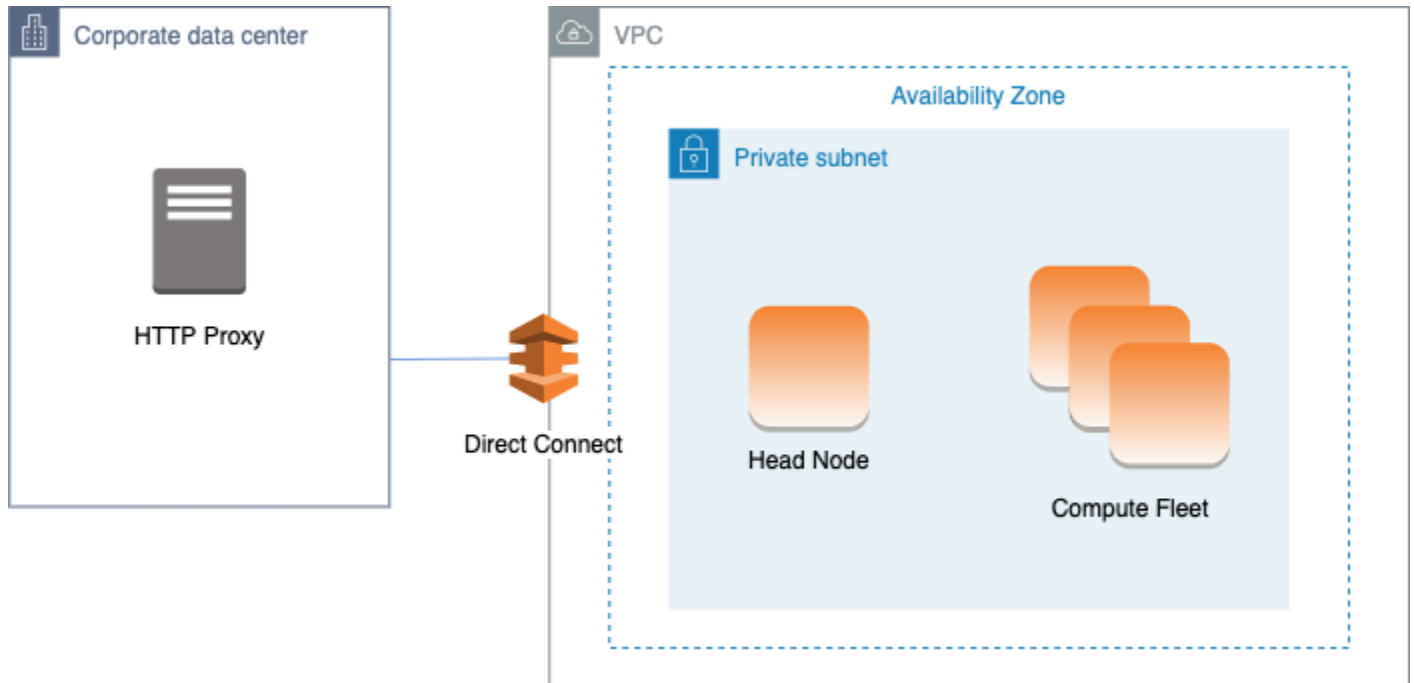 Corporate data center
VPC
Availability Zone
Private subnet
HTTP Proxy
Direct Connect
Head Node
Compute Fleet